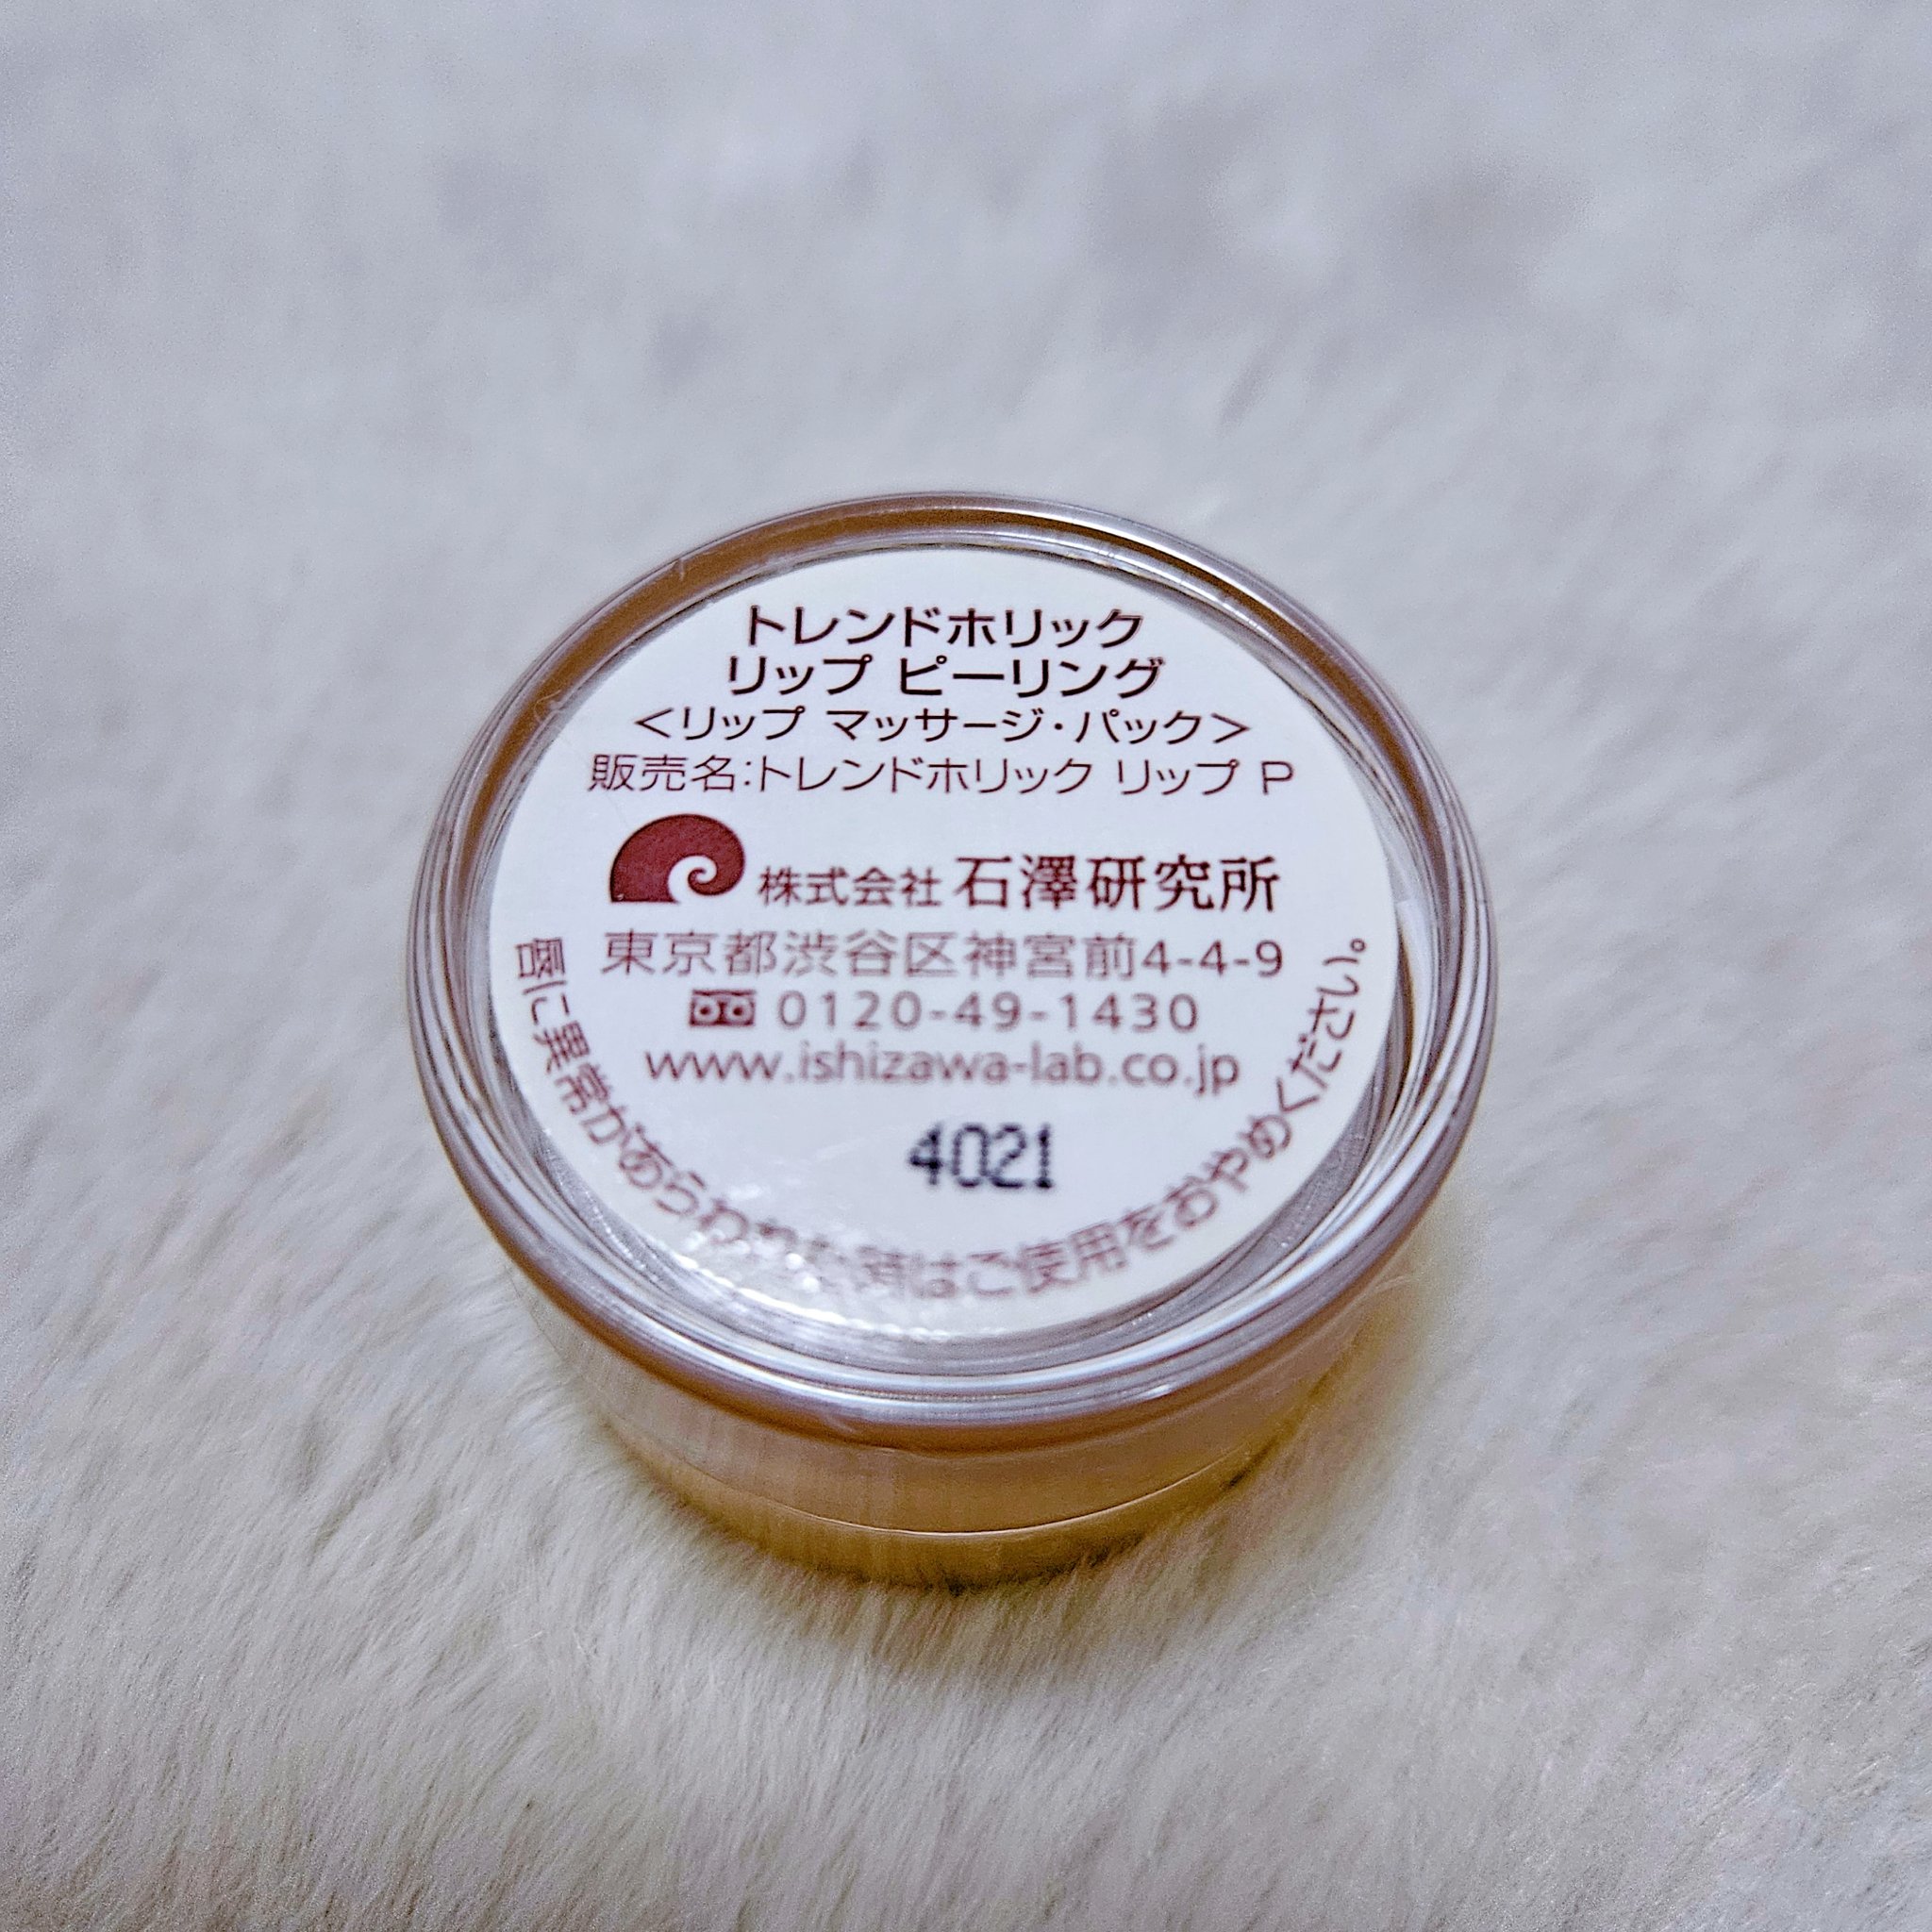 トレンドホリック
リップ ピーリング
<リップ マッサージ・パック>
販売名:トレンドホリック リップ P
株式会社 石澤研究所
東京都渋谷区神宮前4-4-9
0120-49-1430
www.ishizawa-lab.co.jp
4021
唇に異常があらわれた時はご使用をおやめください。